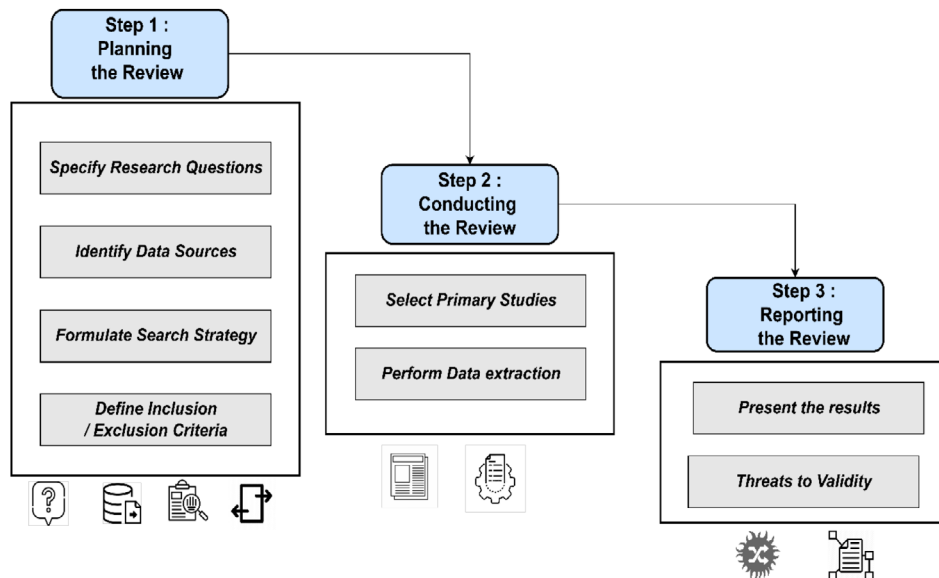 Step 1 :
Planning
the Review
Specify Research Questions
Identify Data Sources
Formulate Search Strategy
Define Inclusion
/ Exclusion Criteria
Step 2 :
Conducting
the Review
Select Primary Studies
Perform Data extraction
Step 3 :
Reporting
the Review
Present the results
Threats to Validity